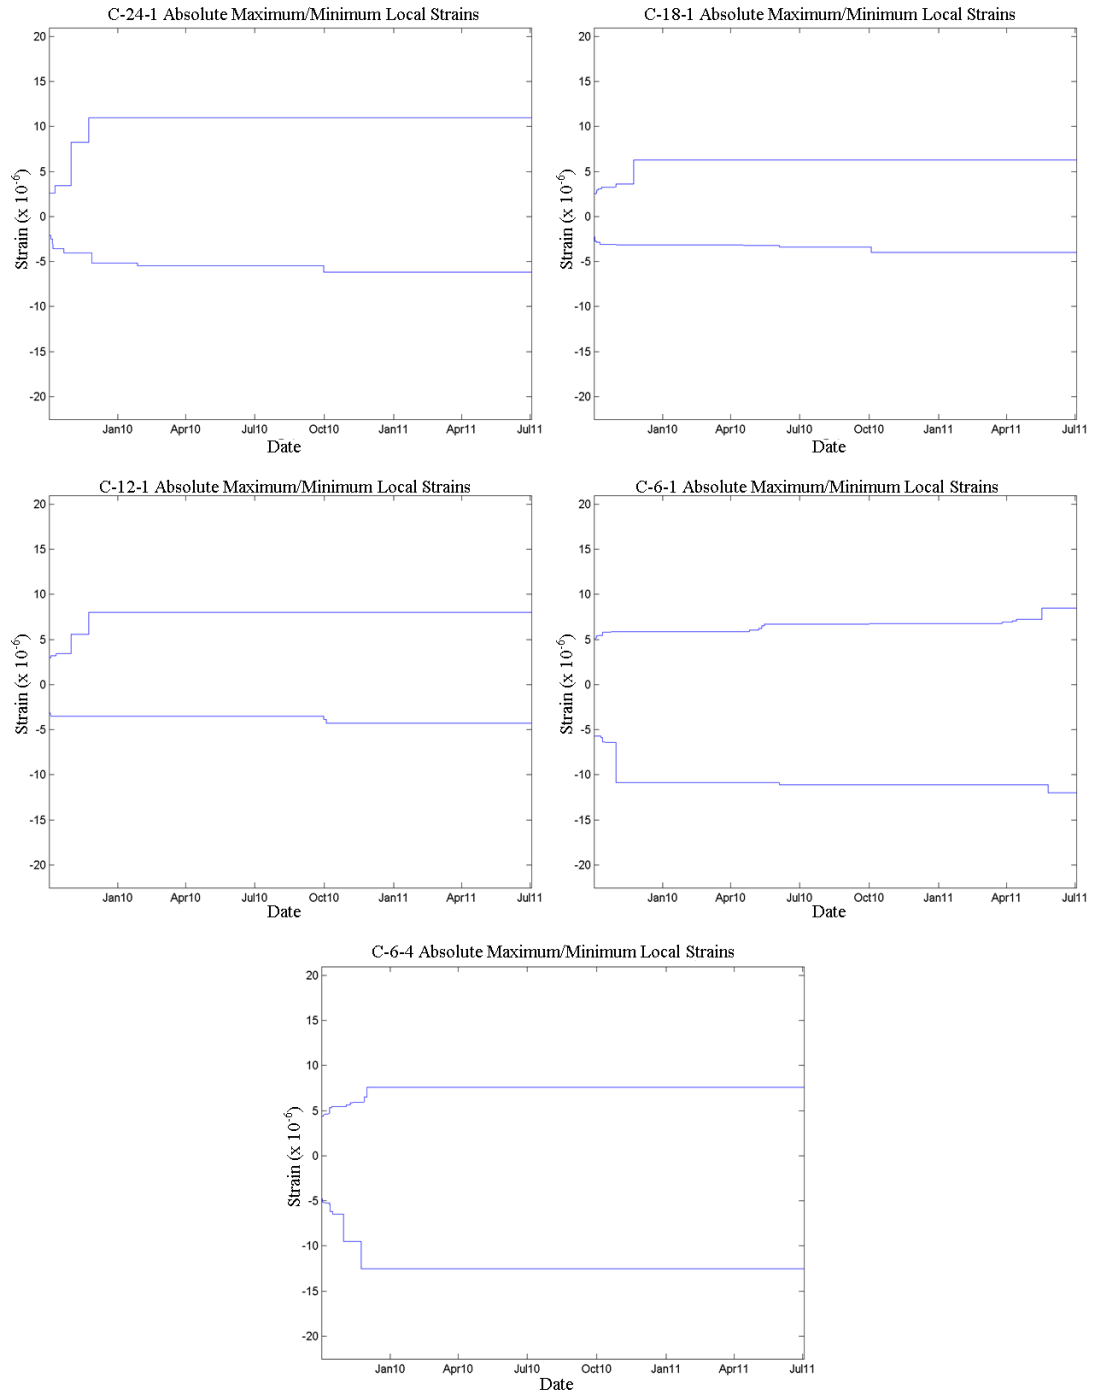 C-24-1 Absolute Maximum/Minimum Local Strains
20
15
10
5
0
-5
-10
-15
-20
Strain (x 10^-6)
Jan10 Apr10 Jul10 Oct10 Jan11 Apr11 Jul11
Date
C-18-1 Absolute Maximum/Minimum Local Strains
20
15
10
5
0
-5
-10
-15
-20
Strain (x 10^-6)
Jan10 Apr10 Jul10 Oct10 Jan11 Apr11 Jul11
Date
C-12-1 Absolute Maximum/Minimum Local Strains
20
15
10
5
0
-5
-10
-15
-20
Strain (x 10^-6)
Jan10 Apr10 Jul10 Oct10 Jan11 Apr11 Jul11
Date
C-6-1 Absolute Maximum/Minimum Local Strains
20
15
10
5
0
-5
-10
-15
-20
Strain (x 10^-6)
Jan10 Apr10 Jul10 Oct10 Jan11 Apr11 Jul11
Date
C-6-4 Absolute Maximum/Minimum Local Strains
20
15
10
5
0
-5
-10
-15
-20
Strain (x 10^-6)
Jan10 Apr10 Jul10 Oct10 Jan11 Apr11 Jul11
Date